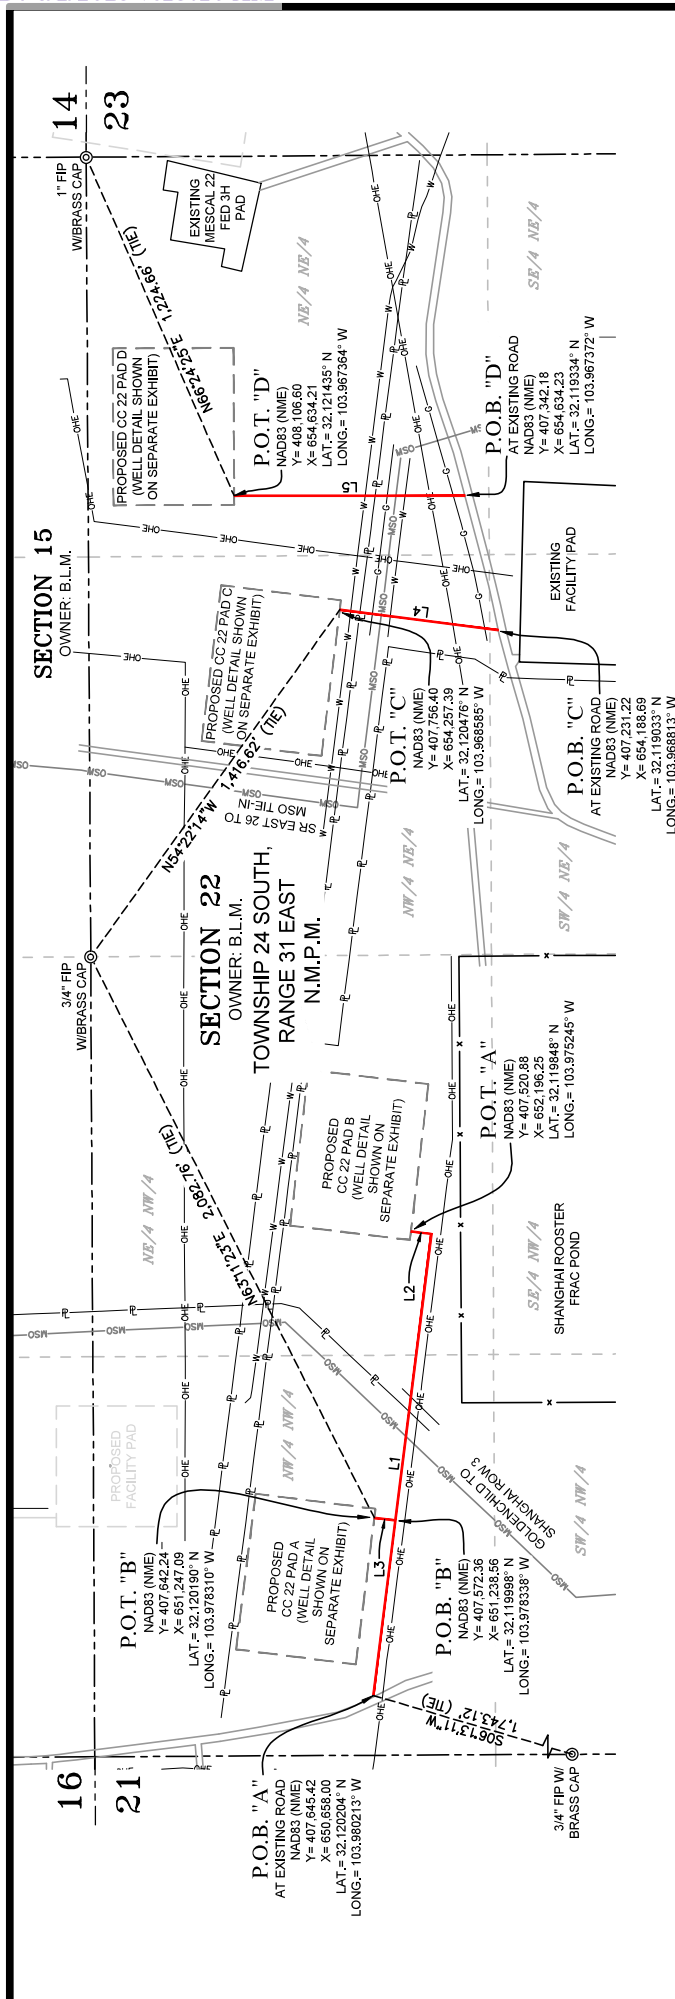 16
21
14
23
SECTION 15
OWNER: B.L.M.
3/4" FIP
W/BRASS CAP
1" FIP
W/BRASS CAP
N63°11'23"E 2,082.76' (TIE)
N54°22'14"W 1,416.62' (TIE)
N66°24'25"E 1,224.66' (TIE)
SECTION 22
OWNER: B.L.M.
TOWNSHIP 24 SOUTH,
RANGE 31 EAST
N.M.P.M.
PROPOSED
FACILITY PAD
NE/4 NW/4
NW/4 NW/4
NW/4 NE/4
NE/4 NE/4
SW/4 NW/4
SE/4 NW/4
SW/4 NE/4
SE/4 NE/4
EXISTING
MESCAL 22
FED 3H
PAD
PROPOSED CC 22 PAD D
(WELL DETAIL SHOWN
ON SEPARATE EXHIBIT)
PROPOSED CC 22 PAD C
(WELL DETAIL SHOWN
ON SEPARATE EXHIBIT)
PROPOSED
CC 22 PAD B
(WELL DETAIL
SHOWN ON
SEPARATE EXHIBIT)
PROPOSED
CC 22 PAD A
(WELL DETAIL
SHOWN ON
SEPARATE EXHIBIT)
SR EAST 26 TO
MSO TIE-IN
GOLDENCHILD TO
SHANGHAI ROW 3
P.O.T. "B"
NAD83 (NME)
Y= 407,642.24
X= 651,247.09
LAT.= 32.120190° N
LONG.= 103.978310° W
P.O.B. "A"
AT EXISTING ROAD
NAD83 (NME)
Y= 407,645.42
X= 650,658.00
LAT.= 32.120204° N
LONG.= 103.980213° W
P.O.B. "B"
NAD83 (NME)
Y= 407,572.36
X= 651,238.56
LAT.= 32.119998° N
LONG.= 103.978338° W
P.O.T. "A"
NAD83 (NME)
Y= 407,520.88
X= 652,196.25
LAT.= 32.119848° N
LONG.= 103.975245° W
P.O.T. "C"
NAD83 (NME)
Y= 407,756.40
X= 654,257.39
LAT.= 32.120476° N
LONG.= 103.968585° W
P.O.B. "C"
AT EXISTING ROAD
NAD83 (NME)
Y= 407,231.22
X= 654,188.69
LAT.= 32.119033° N
LONG.= 103.968813° W
P.O.T. "D"
NAD83 (NME)
Y= 408,106.60
X= 654,634.21
LAT.= 32.121435° N
LONG.= 103.967364° W
P.O.B. "D"
AT EXISTING ROAD
NAD83 (NME)
Y= 407,342.18
X= 654,634.23
LAT.= 32.119334° N
LONG.= 103.967372° W
L1
L2
L3
L4
L5
SHANGHAI ROOSTER
FRAC POND
EXISTING
FACILITY PAD
S06°13'11"W
1,743.12' (TIE)
3/4" FIP W/
BRASS CAP
OHE
MSO
PL
W
G
x